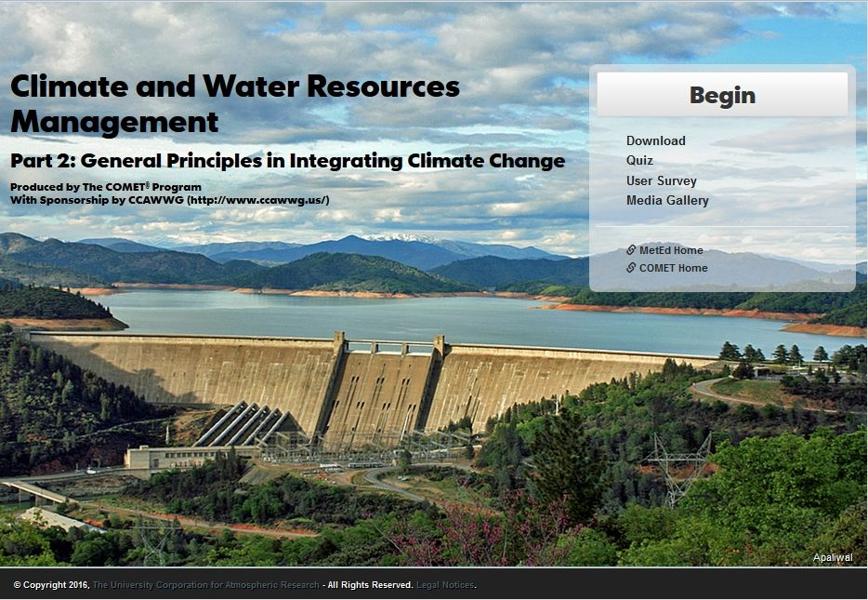 Climate and Water Resources
Management
Part 2: General Principles in Integrating Climate Change
Produced by The COMET® Program
With Sponsorship by CCAWWG (http://www.ccawwg.us/)
Begin
Download
Quiz
User Survey
Media Gallery
MetEd Home
COMET Home
Apaliwal
© Copyright 2016, The University Corporation for Atmospheric Research - All Rights Reserved. Legal Notices.